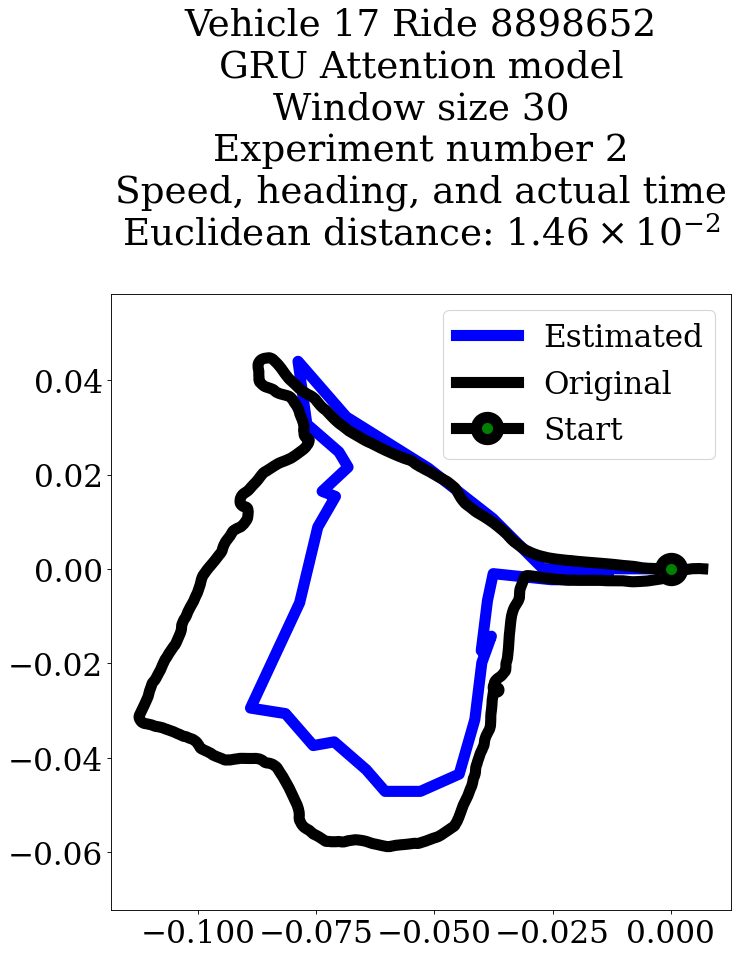 Vehicle 17 Ride 8898652
GRU Attention model
Window size 30
Experiment number 2
Speed, heading, and actual time
Euclidean distance: 1.46 × 10⁻²
Estimated
Original
Start
0.04
0.02
0.00
−0.02
−0.04
−0.06
−0.100 −0.075 −0.050 −0.025 0.000